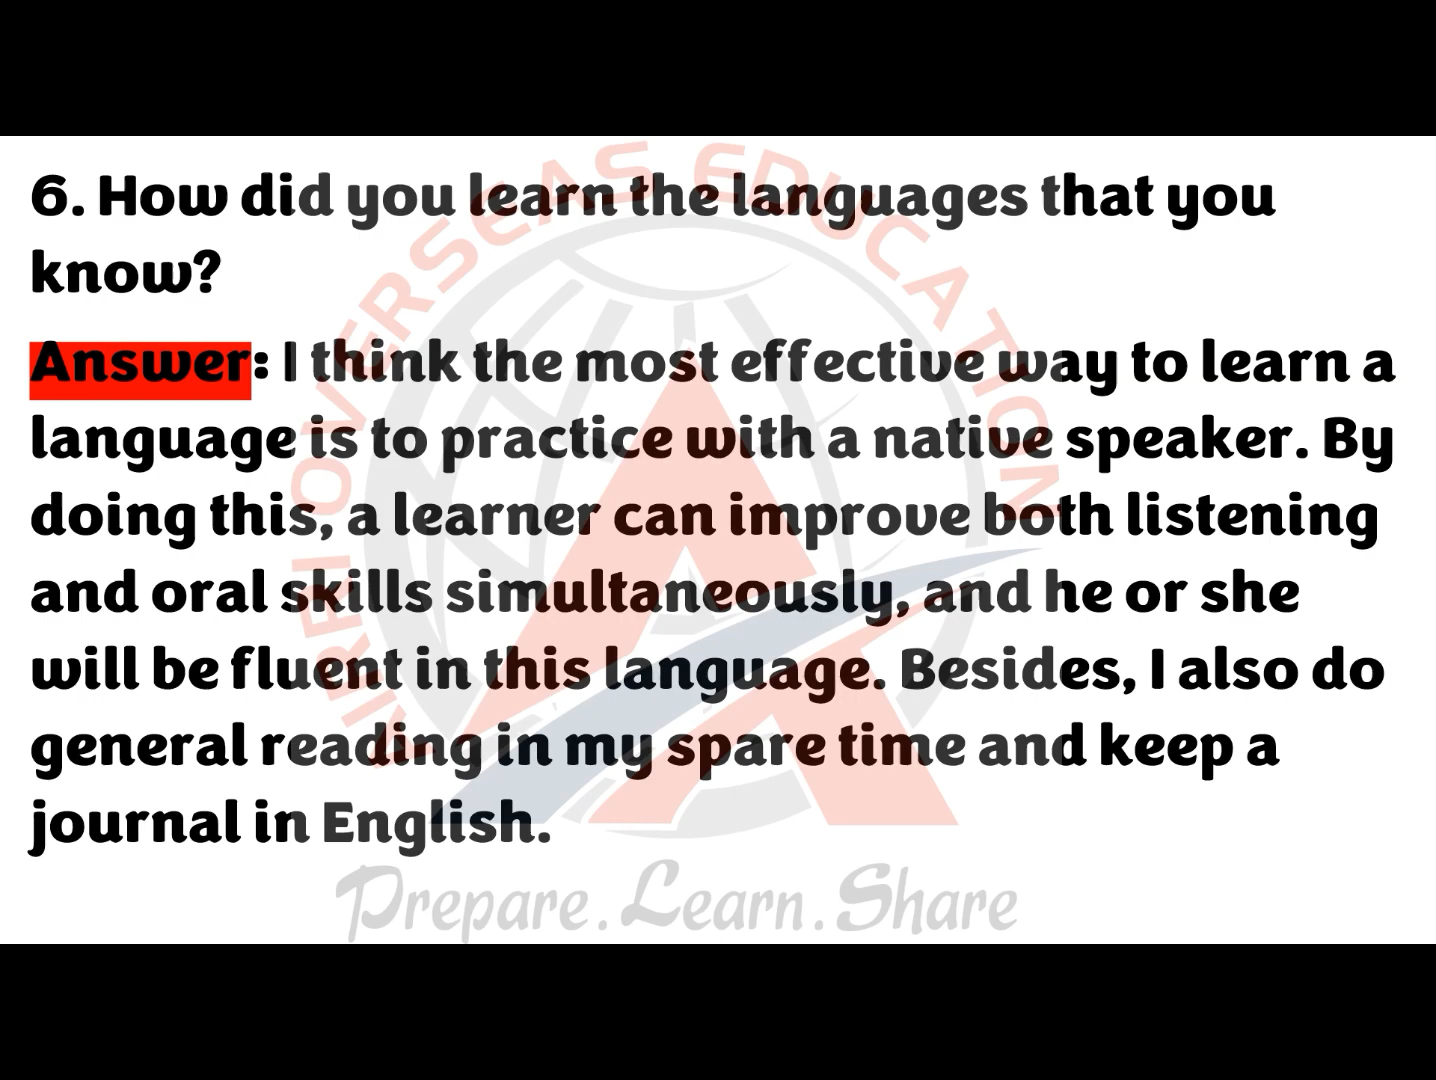 6. How did you learn the languages that you
know?
Answer: I think the most effective way to learn a
language is to practice with a native speaker. By
doing this, a learner can improve both listening
and oral skills simultaneously, and he or she
will be fluent in this language. Besides, I also do
general reading in my spare time and keep a
journal in English.
OVERSEAS EDUCATION
Prepare. Learn. Share